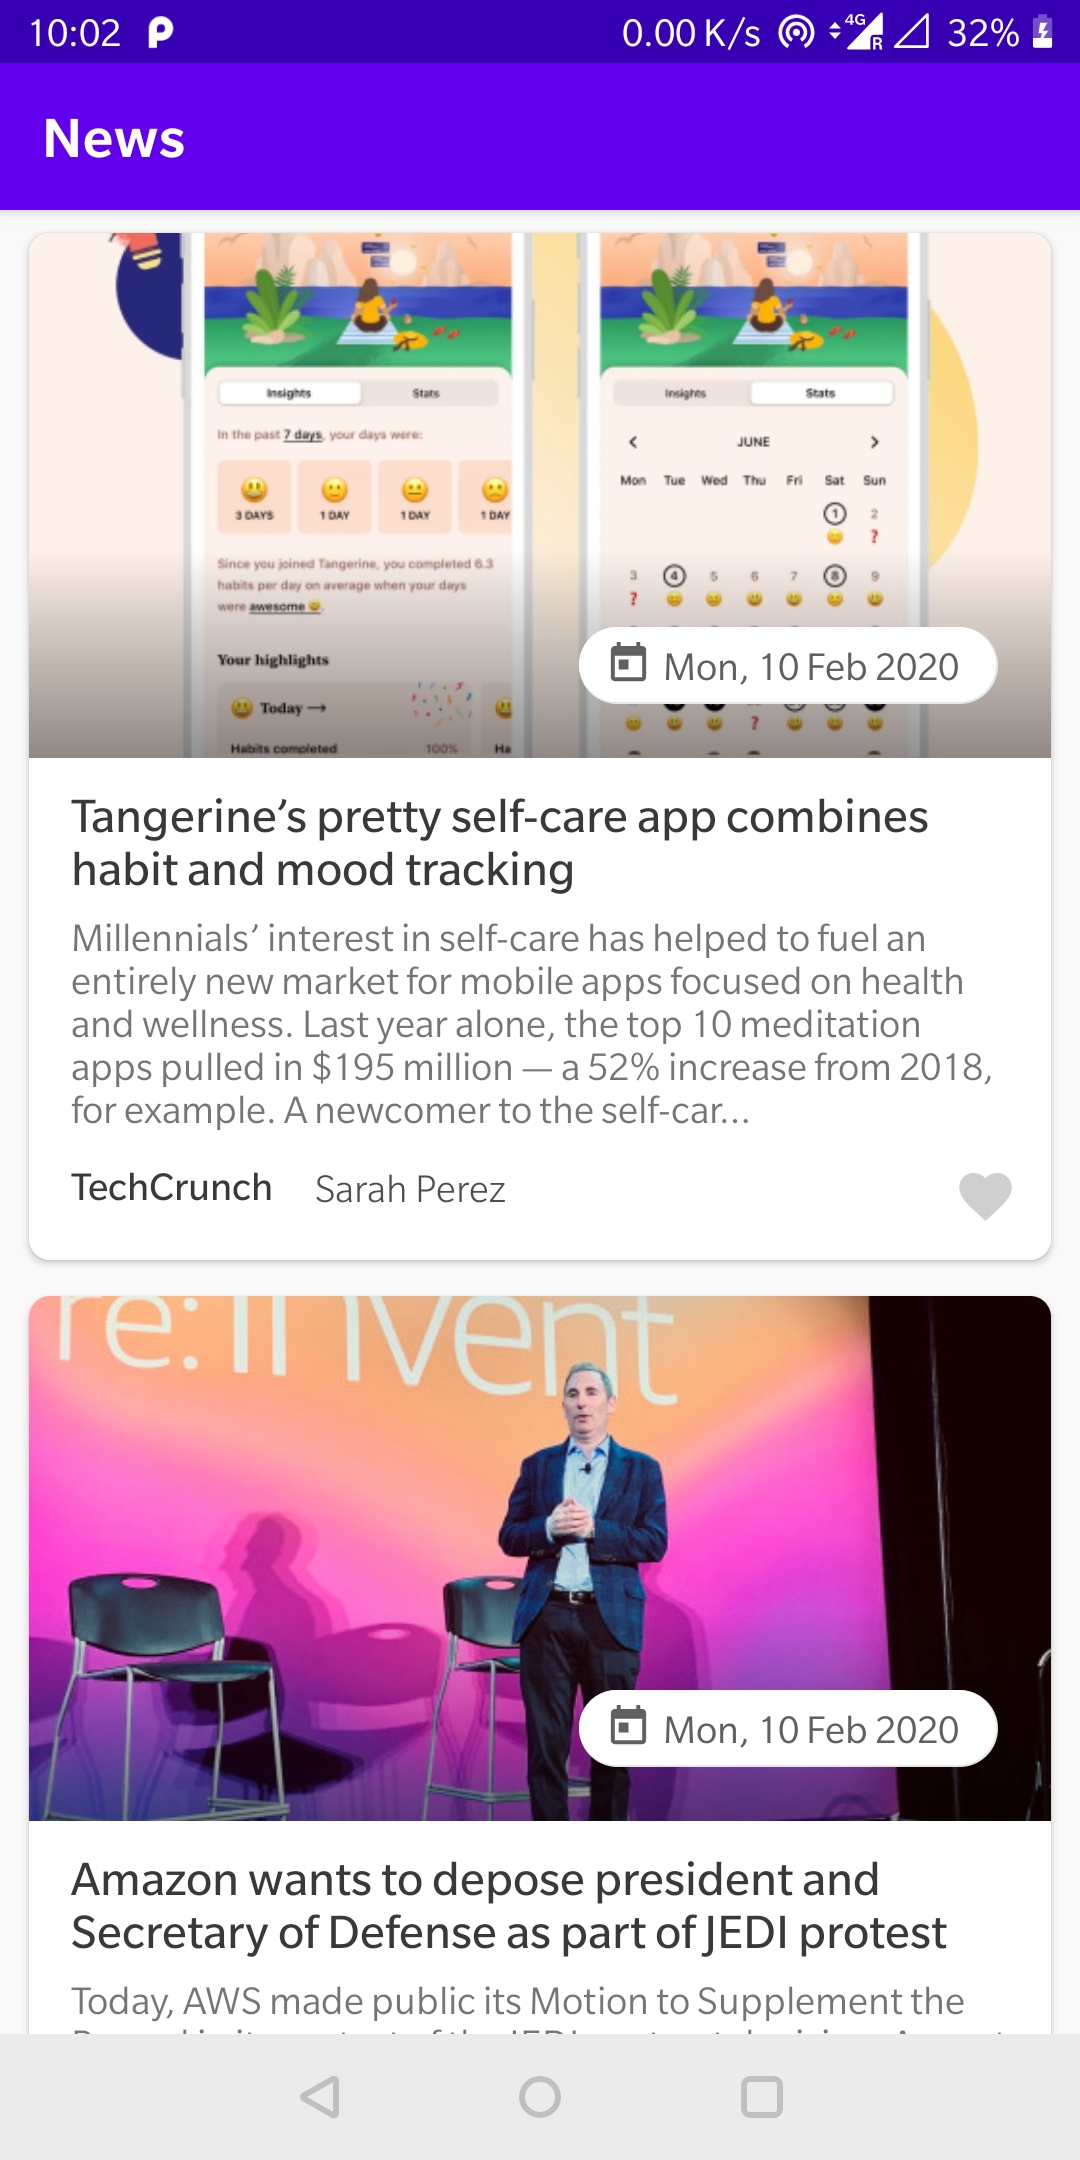 10:02
0.00 K/s 4G R 32%
News
Insights Stats
In the past 7 days, your days were:
3 DAYS 1 DAY 1 DAY 1 DAY
Since you joined Tangerine, you completed 6.3
habits per day on average when your days
were awesome
Your highlights
Today →
Habits completed 100% Ha
Insights Stats
JUNE
Mon Tue Wed Thu Fri Sat Sun
1 2
?
3 4 5 6 7 8 9
?
?
Mon, 10 Feb 2020
Tangerine’s pretty self-care app combines
habit and mood tracking
Millennials’ interest in self-care has helped to fuel an
entirely new market for mobile apps focused on health
and wellness. Last year alone, the top 10 meditation
apps pulled in $195 million — a 52% increase from 2018,
for example. A newcomer to the self-car...
TechCrunch Sarah Perez
re:Invent
Mon, 10 Feb 2020
Amazon wants to depose president and
Secretary of Defense as part of JEDI protest
Today, AWS made public its Motion to Supplement the